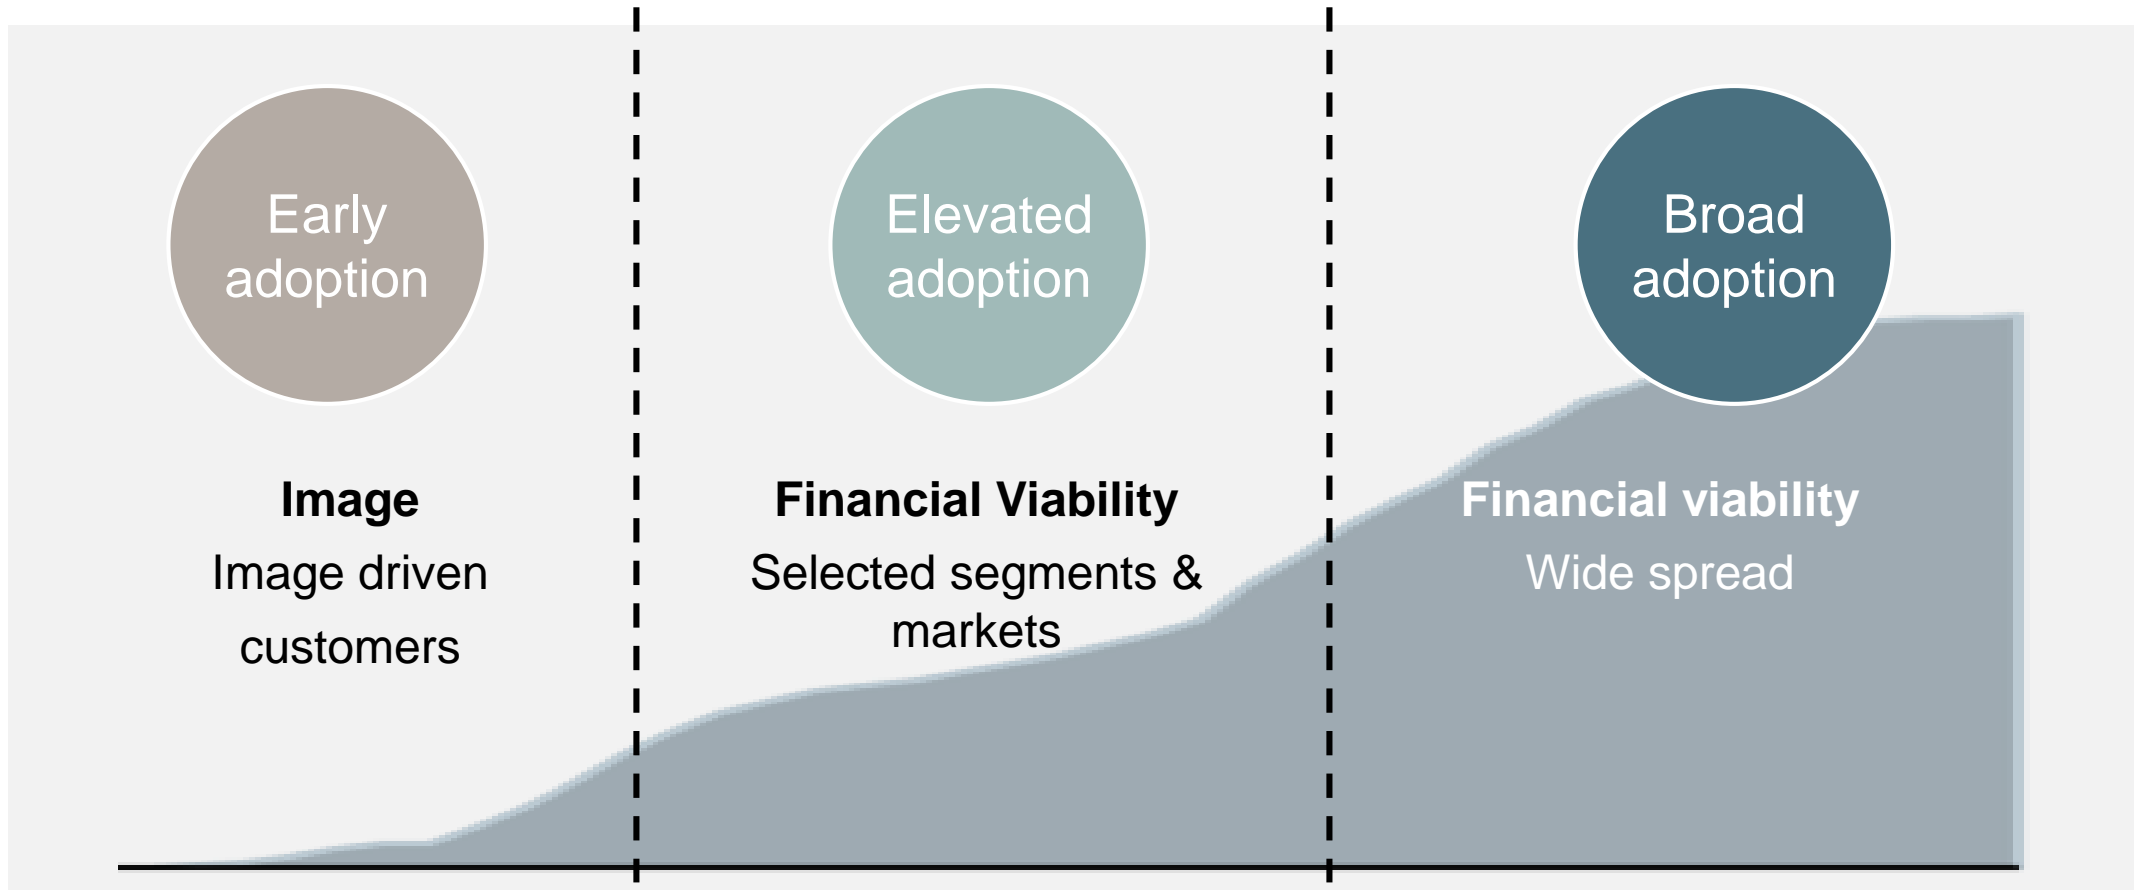 Early
adoption
Elevated
adoption
Broad
adoption
Image
Image driven
customers
Financial Viability
Selected segments &
markets
Financial viability
Wide spread